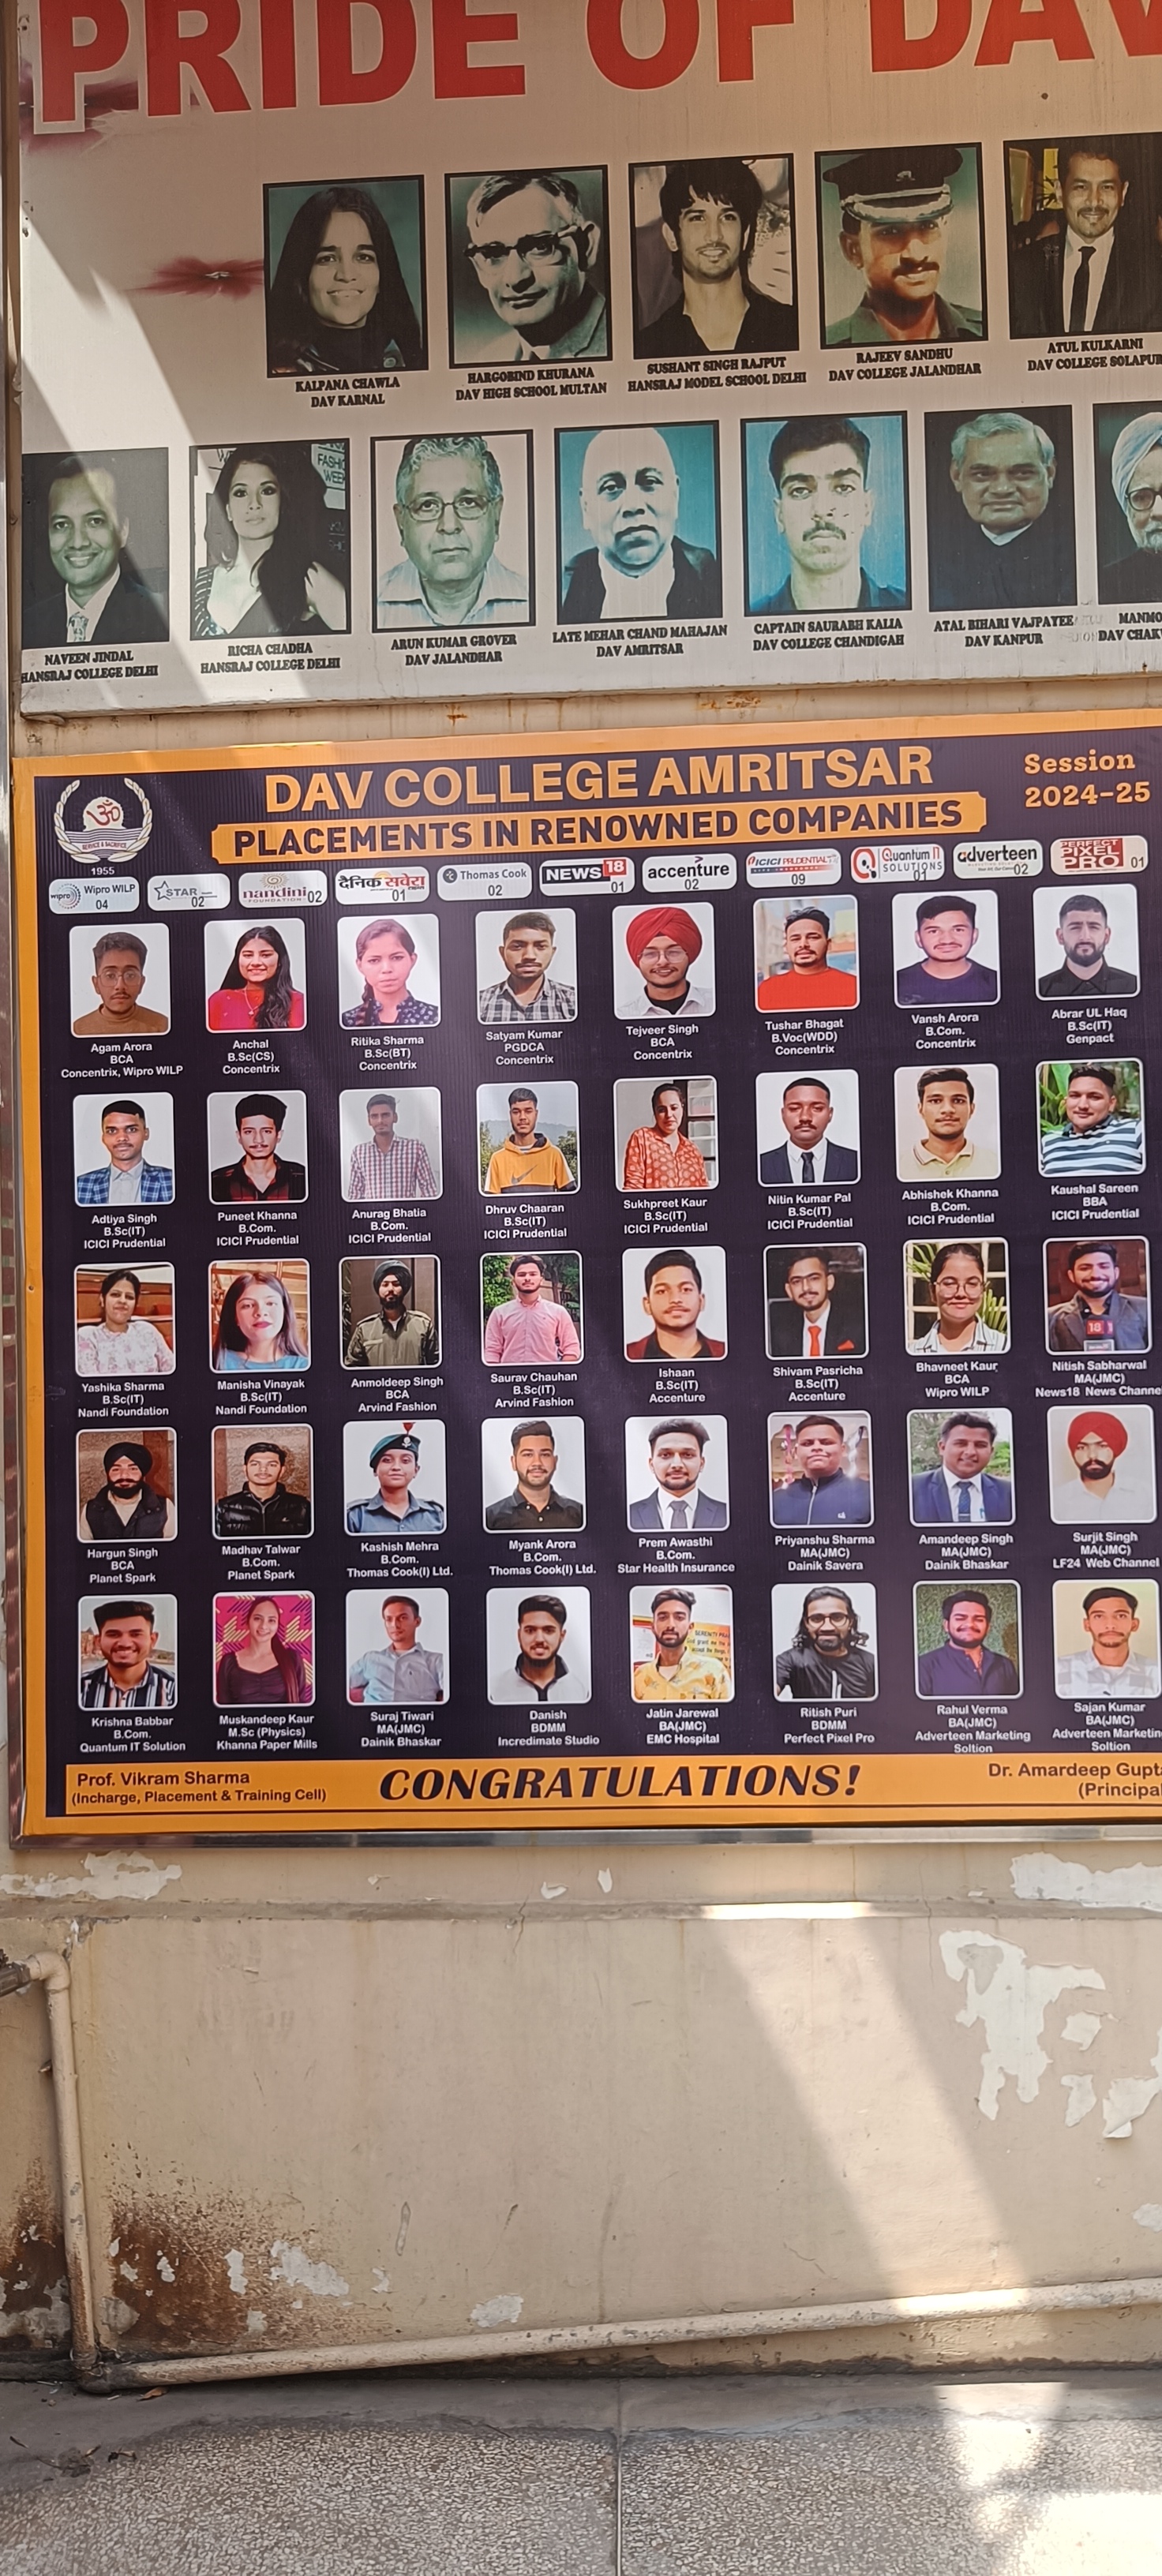 PRIDE OF DAV
KALPANA CHAWLA
DAV KARNAL
HARGOBIND KHURANA
DAV HIGH SCHOOL MULTAN
SUSHANT SINGH RAJPUT
HANSRAJ MODEL SCHOOL DELHI
RAJEEV SANDHU
DAV COLLEGE JALANDHAR
ATUL KULKARNI
DAV COLLEGE SOLAPUR
FASHI
WEE
NAVEEN JINDAL
HANSRAJ COLLEGE DELHI
RICHA CHADHA
HANSRAJ COLLEGE DELHI
ARUN KUMAR GROVER
DAV JALANDHAR
LATE MEHAR CHAND MAHAJAN
DAV AMRITSAR
CAPTAIN SAURABH KALIA
DAV COLLEGE CHANDIGAH
ATAL BIHARI VAJPAYEE
DAV KANPUR
MANMO
DAV CHAK
DAV COLLEGE AMRITSAR
PLACEMENTS IN RENOWNED COMPANIES
Session
2024-25
ॐ
SERVICE & SACRIFICE
1955
wipro Wipro WILP
04
STAR
02
nandini
FOUNDATION 02
दैनिक सवेरा
01
Thomas Cook
02
NEWS 18
01
accenture
02
ICICI PRUDENTIAL
LIFE INSURANCE
09
Quantum IT
SOLUTIONS
01
adverteen
02
PERFECT
PIXEL
PRO 01
Agam Arora
BCA
Concentrix, Wipro WILP
Anchal
B.Sc(CS)
Concentrix
Ritika Sharma
B.Sc(BT)
Concentrix
Satyam Kumar
PGDCA
Concentrix
Tejveer Singh
BCA
Concentrix
Tushar Bhagat
B.Voc(WDD)
Concentrix
Vansh Arora
B.Com.
Concentrix
Abrar UL Haq
B.Sc(IT)
Genpact
Adtiya Singh
B.Sc(IT)
ICICI Prudential
Puneet Khanna
B.Com.
ICICI Prudential
Anurag Bhatia
B.Com.
ICICI Prudential
Dhruv Chaaran
B.Sc(IT)
ICICI Prudential
Sukhpreet Kaur
B.Sc(IT)
ICICI Prudential
Nitin Kumar Pal
B.Sc(IT)
ICICI Prudential
Abhishek Khanna
B.Com.
ICICI Prudential
Kaushal Sareen
BBA
ICICI Prudential
Yashika Sharma
B.Sc(IT)
Nandi Foundation
Manisha Vinayak
B.Sc(IT)
Nandi Foundation
Anmoldeep Singh
BCA
Arvind Fashion
Saurav Chauhan
B.Sc(IT)
Arvind Fashion
Ishaan
B.Sc(IT)
Accenture
Shivam Pasricha
B.Sc(IT)
Accenture
Bhavneet Kaur
BCA
Wipro WILP
18
Nitish Sabharwal
MA(JMC)
News18 News Channe
Hargun Singh
BCA
Planet Spark
Madhav Talwar
B.Com.
Planet Spark
Kashish Mehra
B.Com.
Thomas Cook(I) Ltd.
Myank Arora
B.Com.
Thomas Cook(I) Ltd.
Prem Awasthi
B.Com.
Star Health Insurance
Priyanshu Sharma
MA(JMC)
Dainik Savera
Amandeep Singh
MA(JMC)
Dainik Bhaskar
Surjit Singh
MA(JMC)
LF24 Web Channel
SERENITY PRA
Krishna Babbar
B.Com.
Quantum IT Solution
Muskandeep Kaur
M.Sc (Physics)
Khanna Paper Mills
Suraj Tiwari
MA(JMC)
Dainik Bhaskar
Danish
BDMM
Incredimate Studio
Jatin Jarewal
BA(JMC)
EMC Hospital
Ritish Puri
BDMM
Perfect Pixel Pro
Rahul Verma
BA(JMC)
Adverteen Marketing
Soltion
Sajan Kumar
BA(JMC)
Adverteen Marketing
Soltion
Prof. Vikram Sharma
(Incharge, Placement & Training Cell)
CONGRATULATIONS!
Dr. Amardeep Gupta
(Principal